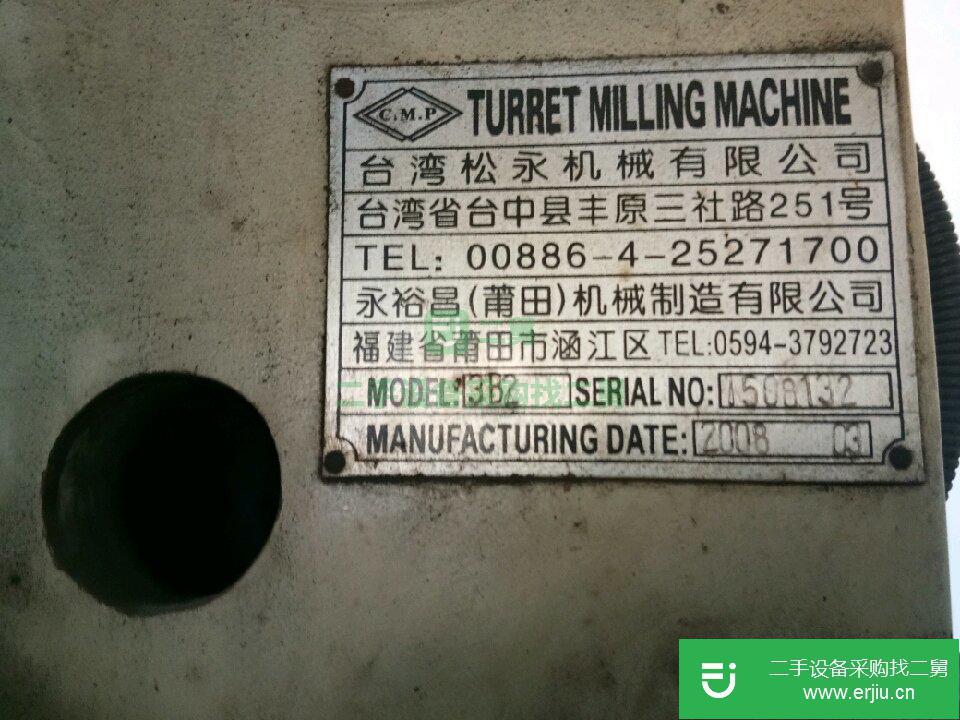 C.M.P TURRET MILLING MACHINE
台湾松永机械有限公司
台湾省台中县丰原三社路251号
TEL: 00886-4-25271700
永裕昌(莆田)机械制造有限公司
福建省莆田市涵江区 TEL:0594-3792723
MODEL: 13B2 SERIAL NO: A508132
MANUFACTURING DATE: 2008 03
二手设备采购找二舅
www.erjiu.cn